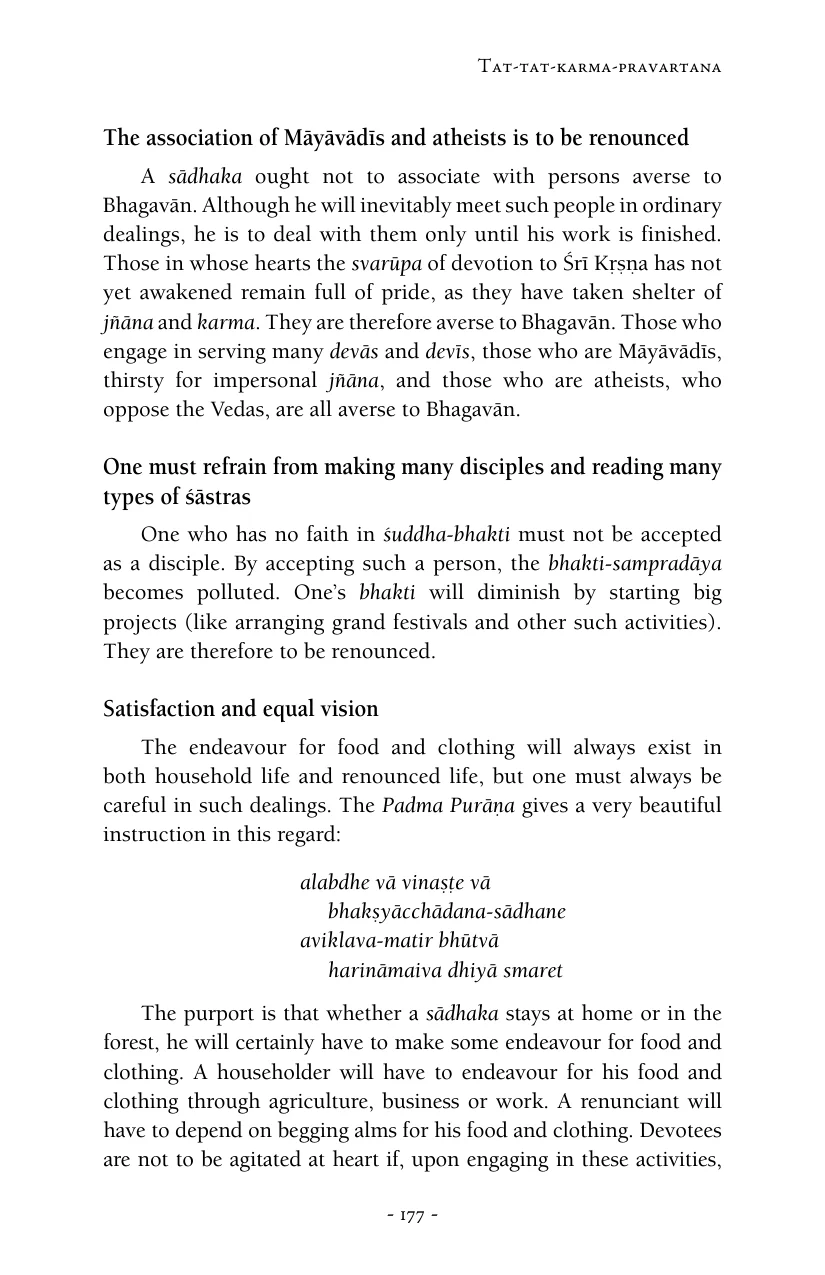 Tat-tat-karma-pravartana
The association of Māyāvādīs and atheists is to be renounced
A sādhaka ought not to associate with persons averse to
Bhagavān. Although he will inevitably meet such people in ordinary
dealings, he is to deal with them only until his work is finished.
Those in whose hearts the svarūpa of devotion to Śrī Kṛṣṇa has not
yet awakened remain full of pride, as they have taken shelter of
jñāna and karma. They are therefore averse to Bhagavān. Those who
engage in serving many devās and devīs, those who are Māyāvādīs,
thirsty for impersonal jñāna, and those who are atheists, who
oppose the Vedas, are all averse to Bhagavān.
One must refrain from making many disciples and reading many
types of śāstras
One who has no faith in śuddha-bhakti must not be accepted
as a disciple. By accepting such a person, the bhakti-sampradāya
becomes polluted. One’s bhakti will diminish by starting big
projects (like arranging grand festivals and other such activities).
They are therefore to be renounced.
Satisfaction and equal vision
The endeavour for food and clothing will always exist in
both household life and renounced life, but one must always be
careful in such dealings. The Padma Purāṇa gives a very beautiful
instruction in this regard:
alabdhe vā vinaṣṭe vā
bhakṣyācchādana-sādhane
aviklava-matir bhūtvā
harināmaiva dhiyā smaret
The purport is that whether a sādhaka stays at home or in the
forest, he will certainly have to make some endeavour for food and
clothing. A householder will have to endeavour for his food and
clothing through agriculture, business or work. A renunciant will
have to depend on begging alms for his food and clothing. Devotees
are not to be agitated at heart if, upon engaging in these activities,
- 177 -